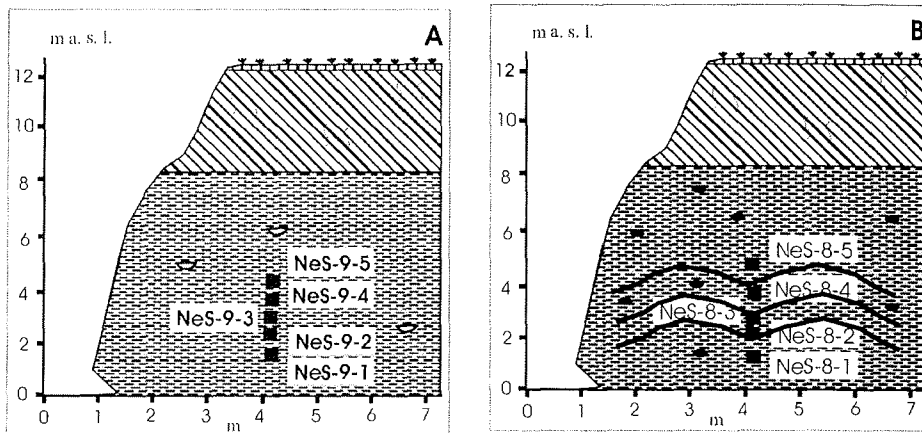 m a. s. l.
A
12
10
8
6
4
2
0
NeS-9-5
NeS-9-4
NeS-9-3
NeS-9-2
NeS-9-1
0 1 2 3 4 5 6 7
m
m a. s. l.
B
12
10
8
6
4
2
0
NeS-8-5
NeS-8-4
NeS-8-3
NeS-8-2
NeS-8-1
0 1 2 3 4 5 6 7
m